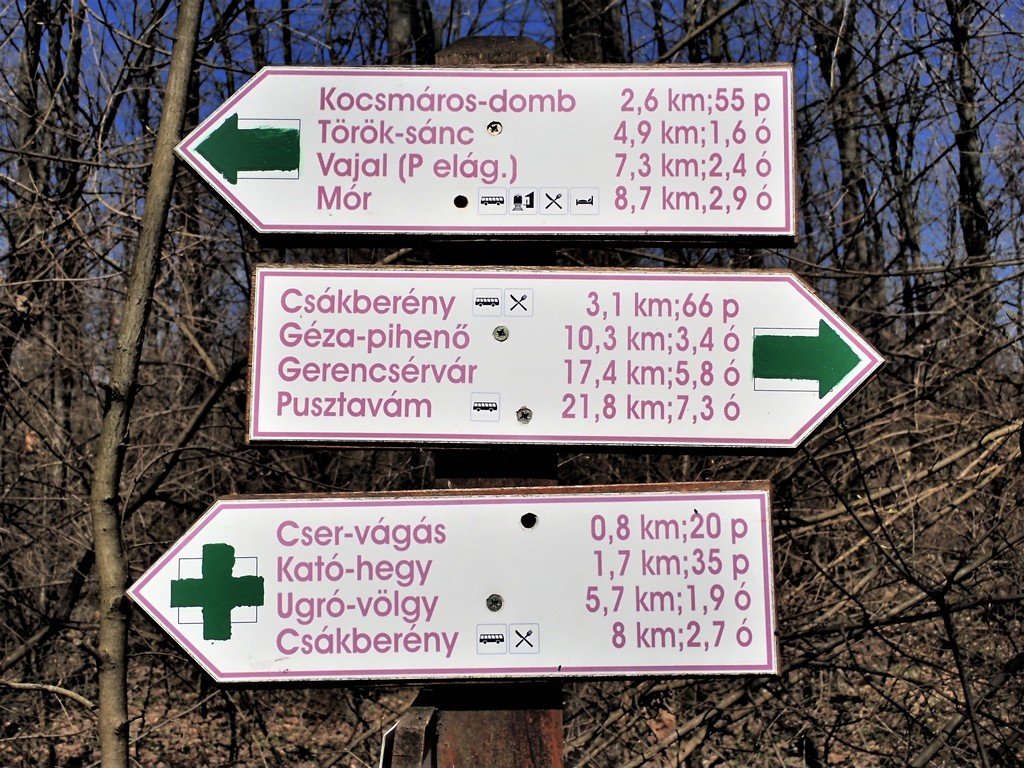 Kocsmáros-domb 2,6 km;55 p
Török-sánc 4,9 km;1,6 ó
Vajal (P elág.) 7,3 km;2,4 ó
Mór 8,7 km,2,9 ó
Csákberény 3,1 km;66 p
Géza-pihenő 10,3 km;3,4 ó
Gerencsérvár 17,4 km;5,8 ó
Pusztavám 21,8 km;7,3 ó
Cser-vágás 0,8 km;20 p
Kató-hegy 1,7 km;35 p
Ugró-völgy 5,7 km;1,9 ó
Csákberény 8 km;2,7 ó